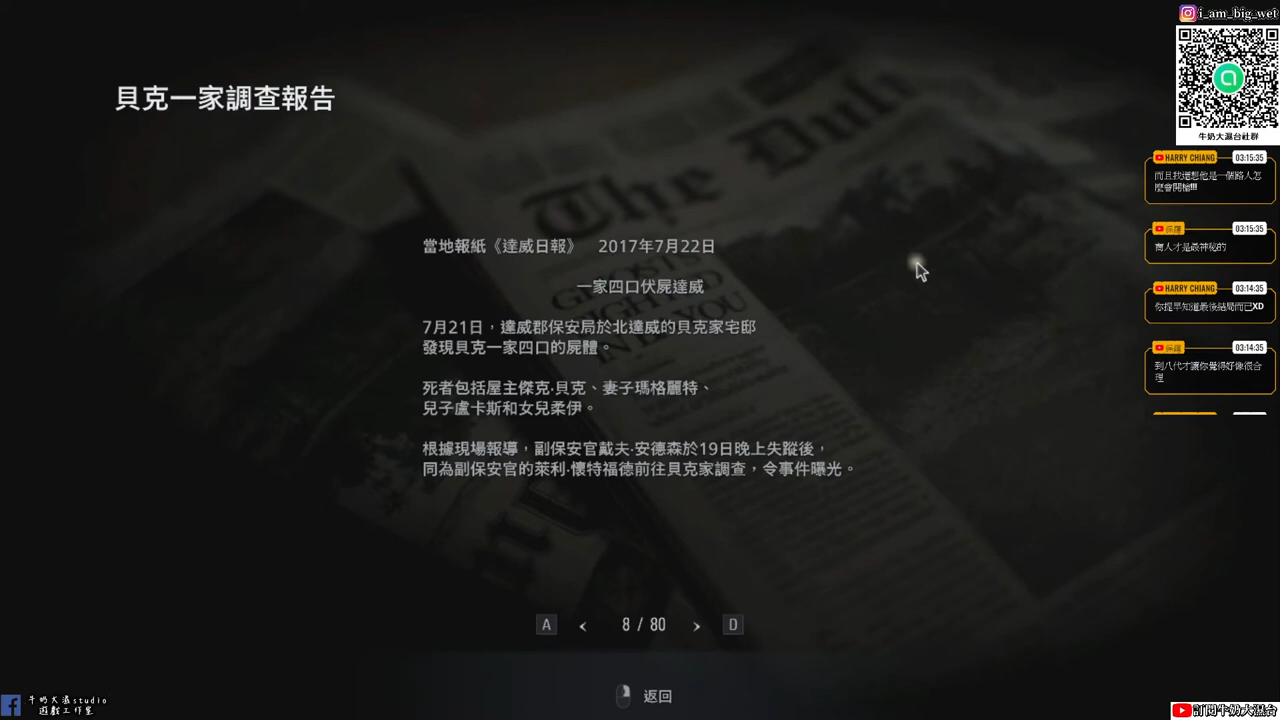 i_am_big_wet
牛奶大濕台社群
貝克一家調查報告
The Dul
當地報紙《達威日報》 2017年7月22日
一家四口伏屍達威
7月21日，達威郡保安局於北達威的貝克家宅邸
發現貝克一家四口的屍體。
死者包括屋主傑克·貝克、妻子瑪格麗特、
兒子盧卡斯和女兒柔伊。
根據現場報導，副保安官戴夫·安德森於19日晚上失蹤後，
同為副保安官的萊利·懷特福德前往貝克家調查，令事件曝光。
HARRY CHIANG 03:15:35
而且我還想他是一個路人怎
麼會開槍!!!
保羅 03:15:35
商人才是最神秘的
HARRY CHIANG 03:14:35
你提早知道最後結局而已XD
保羅 03:14:35
到八代才讓你覺得好像很合
理
A < 8 / 80 > D
返回
牛奶大濕studio
遊戲工作室
訂閱牛奶大濕台